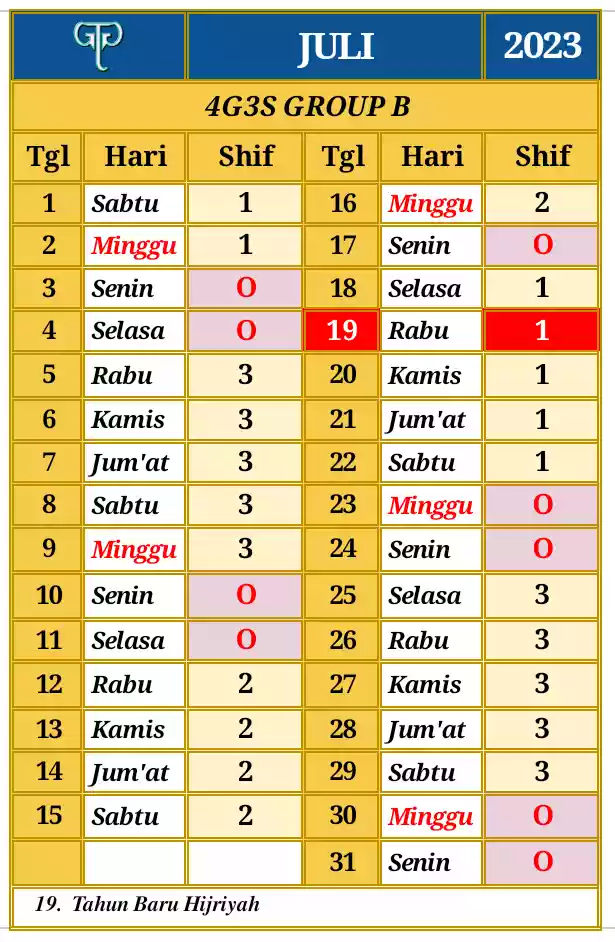 JULI 2023
4G3S GROUP B
Tgl Hari Shif Tgl Hari Shif
1 Sabtu 1 16 Minggu 2
2 Minggu 1 17 Senin O
3 Senin O 18 Selasa 1
4 Selasa O 19 Rabu 1
5 Rabu 3 20 Kamis 1
6 Kamis 3 21 Jum'at 1
7 Jum'at 3 22 Sabtu 1
8 Sabtu 3 23 Minggu O
9 Minggu 3 24 Senin O
10 Senin O 25 Selasa 3
11 Selasa O 26 Rabu 3
12 Rabu 2 27 Kamis 3
13 Kamis 2 28 Jum'at 3
14 Jum'at 2 29 Sabtu 3
15 Sabtu 2 30 Minggu O
31 Senin O
19. Tahun Baru Hijriyah